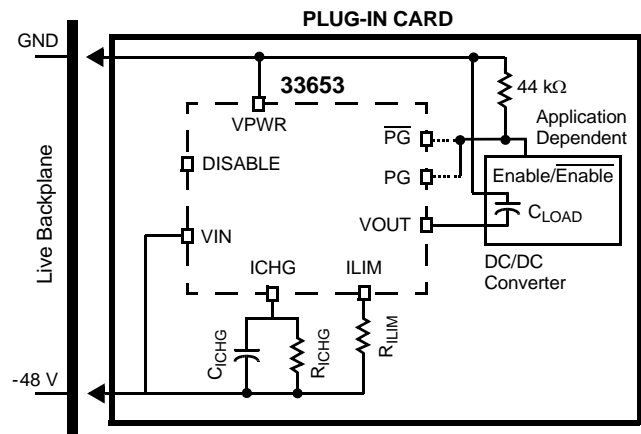 PLUG-IN CARD
GND
33653
44 kΩ
VPWR
Application
Dependent
PG
DISABLE
Enable/Enable
PG
CLOAD
VOUT
VIN
DC/DC
Converter
ICHG
ILIM
Live Backplane
CICHG
RICHG
RILIM
-48 V